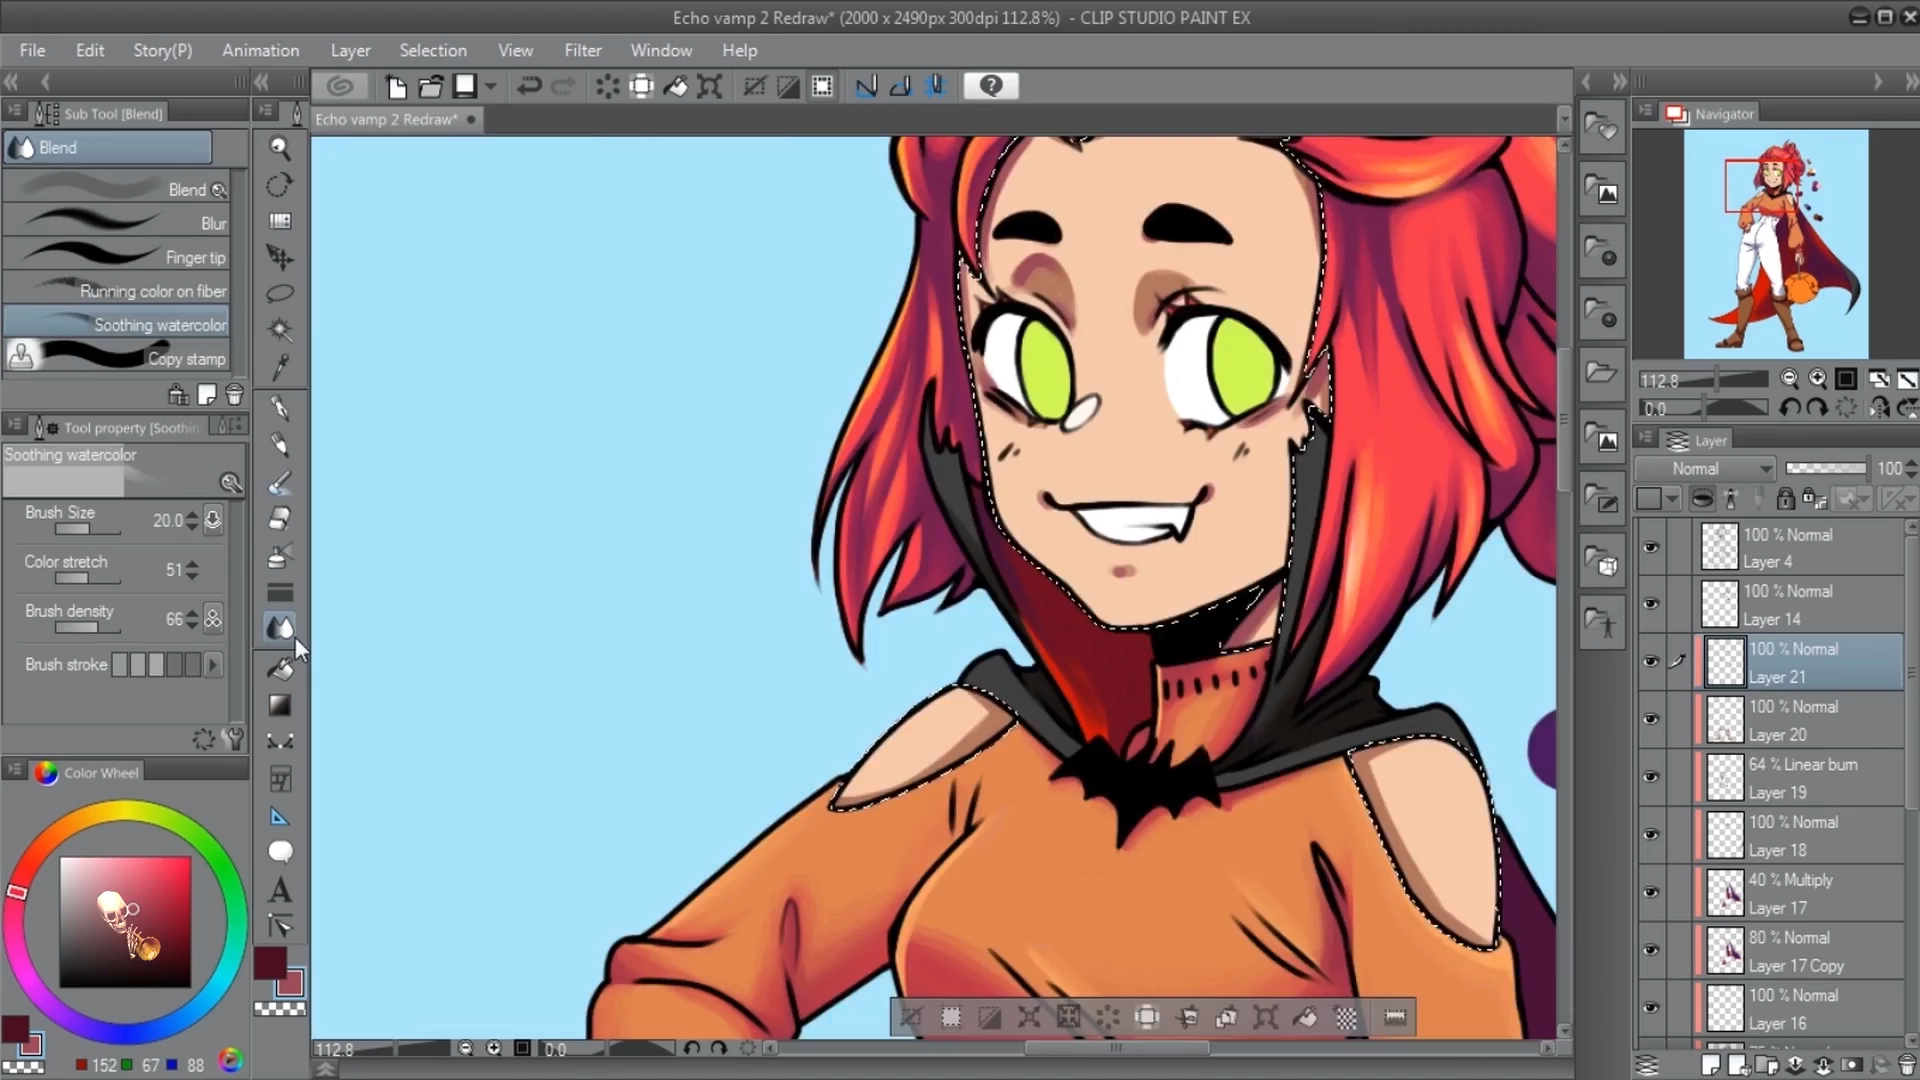 Echo vamp 2 Redraw* (2000 x 2490px 300dpi 112.8%) - CLIP STUDIO PAINT EX
File Edit Story(P) Animation Layer Selection View Filter Window Help
Sub Tool [Blend]
Echo vamp 2 Redraw*
Navigator
Blend
Blend
Blur
Finger tip
Running color on fiber
Soothing watercolor
Copy stamp
Tool property [Soothin
Soothing watercolor
Brush Size 20.0
Color stretch 51
Brush density 66
Brush stroke
Color Wheel
152 67 88
A
112.8
0.0
112.8
0.0
Layer
Normal 100
100 % Normal
Layer 4
100 % Normal
Layer 14
100 % Normal
Layer 21
100 % Normal
Layer 20
64 % Linear burn
Layer 19
100 % Normal
Layer 18
40 % Multiply
Layer 17
80 % Normal
Layer 17 Copy
100 % Normal
Layer 16